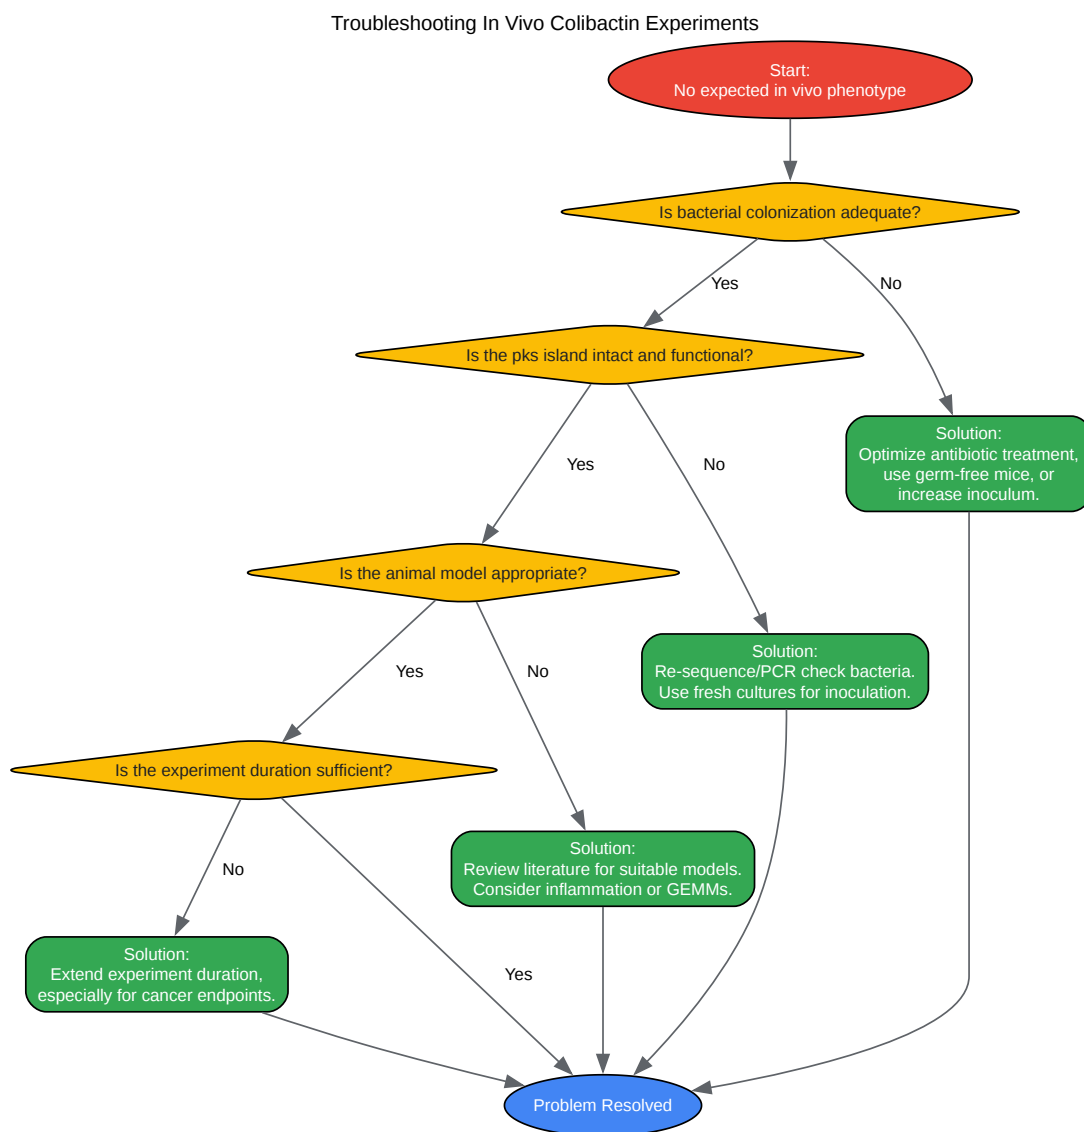 Troubleshooting In Vivo Colibactin Experiments
Start:
No expected in vivo phenotype
Is bacterial colonization adequate?
Yes
No
Is the pks island intact and functional?
Solution:
Optimize antibiotic treatment,
use germ-free mice, or
increase inoculum.
Yes
No
Is the animal model appropriate?
Solution:
Re-sequence/PCR check bacteria.
Use fresh cultures for inoculation.
Yes
No
Is the experiment duration sufficient?
Solution:
Review literature for suitable models.
Consider inflammation or GEMMs.
No
Yes
Solution:
Extend experiment duration,
especially for cancer endpoints.
Problem Resolved